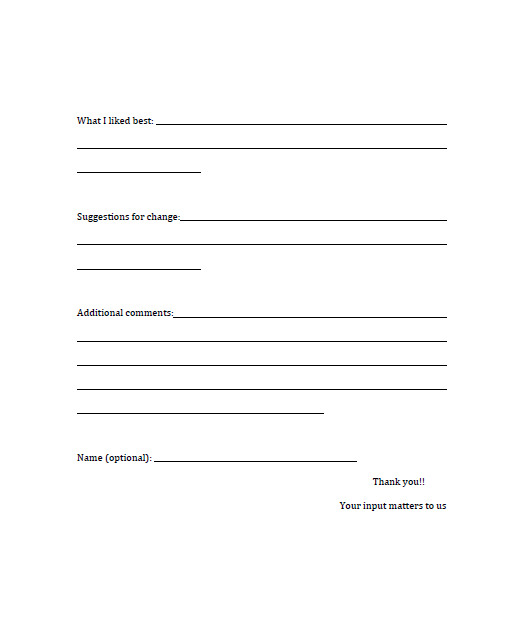 What I liked best:
Suggestions for change:
Additional comments:
Name (optional):
Thank you!!
Your input matters to us